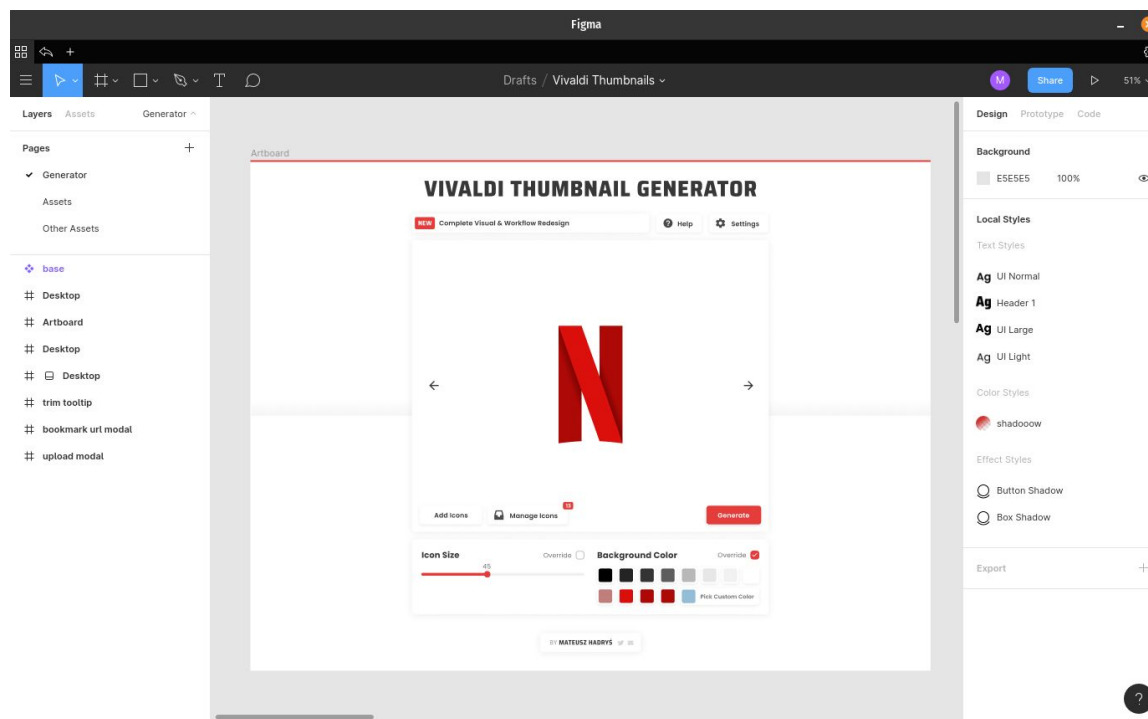 Figma
Drafts / Vivaldi Thumbnails
M
Share
51%
Layers Assets Generator
Pages
Generator
Assets
Other Assets
base
Desktop
Artboard
Desktop
Desktop
trim tooltip
bookmark url modal
upload modal
Artboard
VIVALDI THUMBNAIL GENERATOR
NEW Complete Visual & Workflow Redesign
Help
Settings
N
Add Icons
Manage Icons
13
Generate
Icon Size Override
45
Background Color Override
Pick Custom Color
BY MATEUSZ HADRYŚ
Design Prototype Code
Background
E5E5E5 100%
Local Styles
Text Styles
Ag UI Normal
Ag Header 1
Ag UI Large
Ag UI Light
Color Styles
shadooow
Effect Styles
Button Shadow
Box Shadow
Export
?